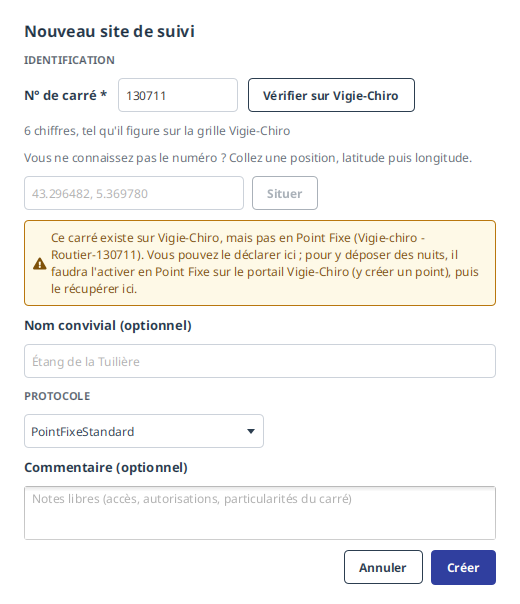 Nouveau site de suivi
IDENTIFICATION
N° de carré * 130711 Vérifier sur Vigie-Chiro
6 chiffres, tel qu'il figure sur la grille Vigie-Chiro
Vous ne connaissez pas le numéro ? Collez une position, latitude puis longitude.
43.296482, 5.369780 Situer
Ce carré existe sur Vigie-Chiro, mais pas en Point Fixe (Vigie-chiro -
Routier-130711). Vous pouvez le déclarer ici ; pour y déposer des nuits, il
faudra l'activer en Point Fixe sur le portail Vigie-Chiro (y créer un point), puis
le récupérer ici.
Nom convivial (optionnel)
Étang de la Tuilière
PROTOCOLE
PointFixeStandard
Commentaire (optionnel)
Notes libres (accès, autorisations, particularités du carré)
Annuler Créer